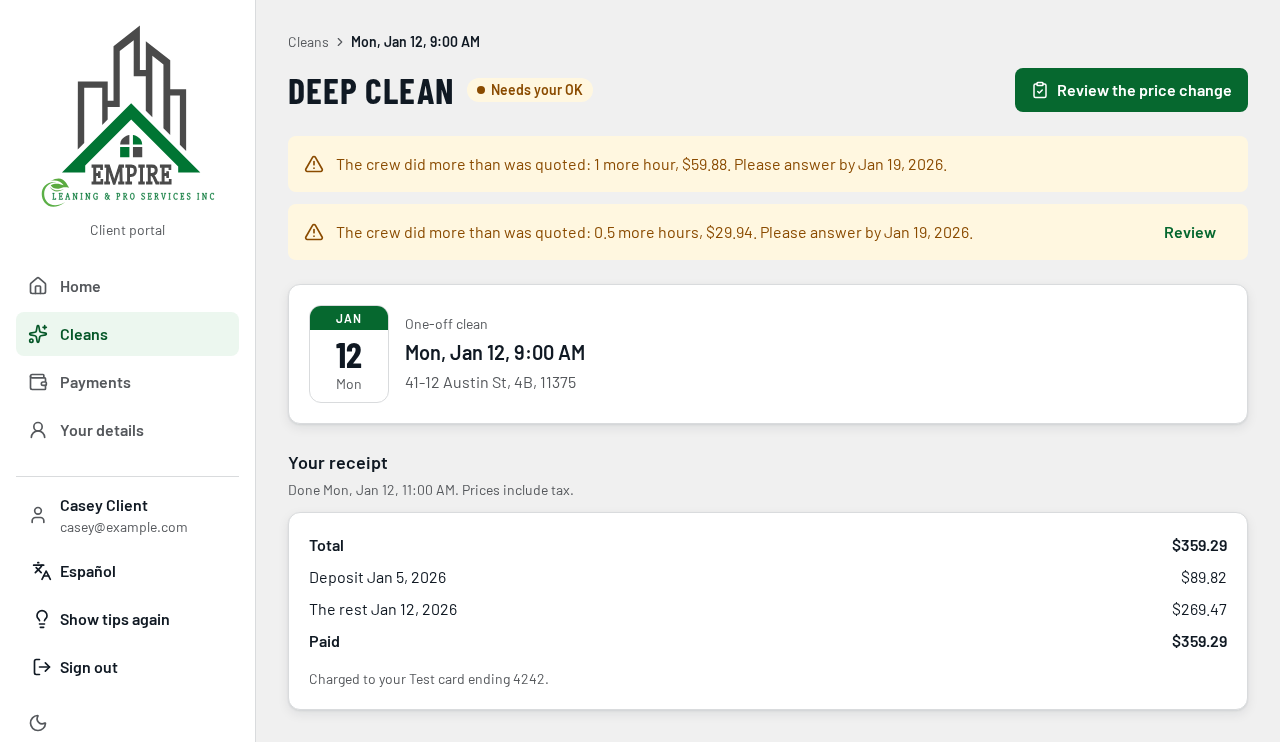 EMPIRE
LEANING & PRO SERVICES INC
Client portal
Home
Cleans
Payments
Your details
Casey Client
casey@example.com
Español
Show tips again
Sign out
Cleans > Mon, Jan 12, 9:00 AM
DEEP CLEAN
Needs your OK
Review the price change
The crew did more than was quoted: 1 more hour, $59.88. Please answer by Jan 19, 2026.
The crew did more than was quoted: 0.5 more hours, $29.94. Please answer by Jan 19, 2026.
Review
JAN
12
Mon
One-off clean
Mon, Jan 12, 9:00 AM
41-12 Austin St, 4B, 11375
Your receipt
Done Mon, Jan 12, 11:00 AM. Prices include tax.
Total $359.29
Deposit Jan 5, 2026 $89.82
The rest Jan 12, 2026 $269.47
Paid $359.29
Charged to your Test card ending 4242.